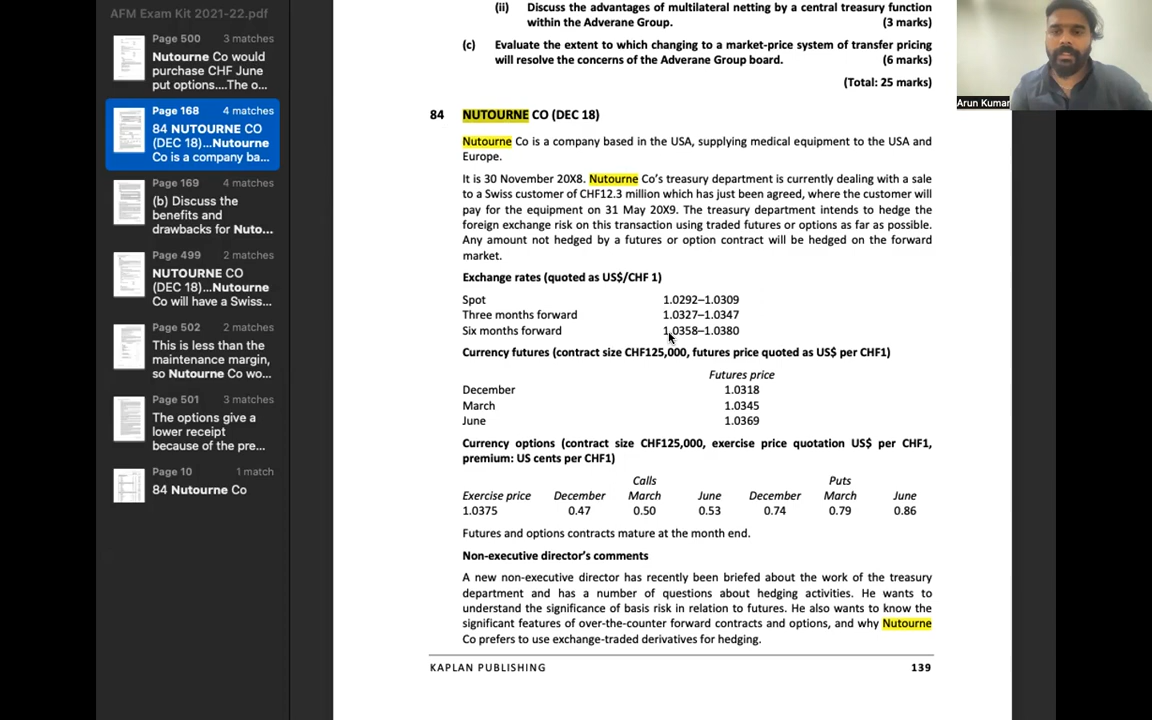 AFM Exam Kit 2021-22.pdf
Page 500 3 matches
Nutourne Co would
purchase CHF June
put options....The o...
Page 168 4 matches
84 NUTOURNE CO
(DEC 18)...Nutourne
Co is a company ba...
Page 169 4 matches
(b) Discuss the
benefits and
drawbacks for Nuto...
Page 499 2 matches
NUTOURNE CO
(DEC 18)...Nutourne
Co will have a Swiss...
Page 502 2 matches
This is less than the
maintenance margin,
so Nutourne Co wo...
Page 501 3 matches
The options give a
lower receipt
because of the pre...
Page 10 1 match
84 Nutourne Co
(ii) Discuss the advantages of multilateral netting by a central treasury function
within the Adverane Group. (3 marks)
(c) Evaluate the extent to which changing to a market-price system of transfer pricing
will resolve the concerns of the Adverane Group board. (6 marks)
(Total: 25 marks)
84 NUTOURNE CO (DEC 18)
Nutourne Co is a company based in the USA, supplying medical equipment to the USA and
Europe.
It is 30 November 20X8. Nutourne Co's treasury department is currently dealing with a sale
to a Swiss customer of CHF12.3 million which has just been agreed, where the customer will
pay for the equipment on 31 May 20X9. The treasury department intends to hedge the
foreign exchange risk on this transaction using traded futures or options as far as possible.
Any amount not hedged by a futures or option contract will be hedged on the forward
market.
Exchange rates (quoted as US$/CHF 1)
Spot 1.0292–1.0309
Three months forward 1.0327–1.0347
Six months forward 1.0358–1.0380
Currency futures (contract size CHF125,000, futures price quoted as US$ per CHF1)
Futures price
December 1.0318
March 1.0345
June 1.0369
Currency options (contract size CHF125,000, exercise price quotation US$ per CHF1,
premium: US cents per CHF1)
Calls Puts
Exercise price December March June December March June
1.0375 0.47 0.50 0.53 0.74 0.79 0.86
Futures and options contracts mature at the month end.
Non-executive director's comments
A new non-executive director has recently been briefed about the work of the treasury
department and has a number of questions about hedging activities. He wants to
understand the significance of basis risk in relation to futures. He also wants to know the
significant features of over-the-counter forward contracts and options, and why Nutourne
Co prefers to use exchange-traded derivatives for hedging.
KAPLAN PUBLISHING 139
Arun Kumar